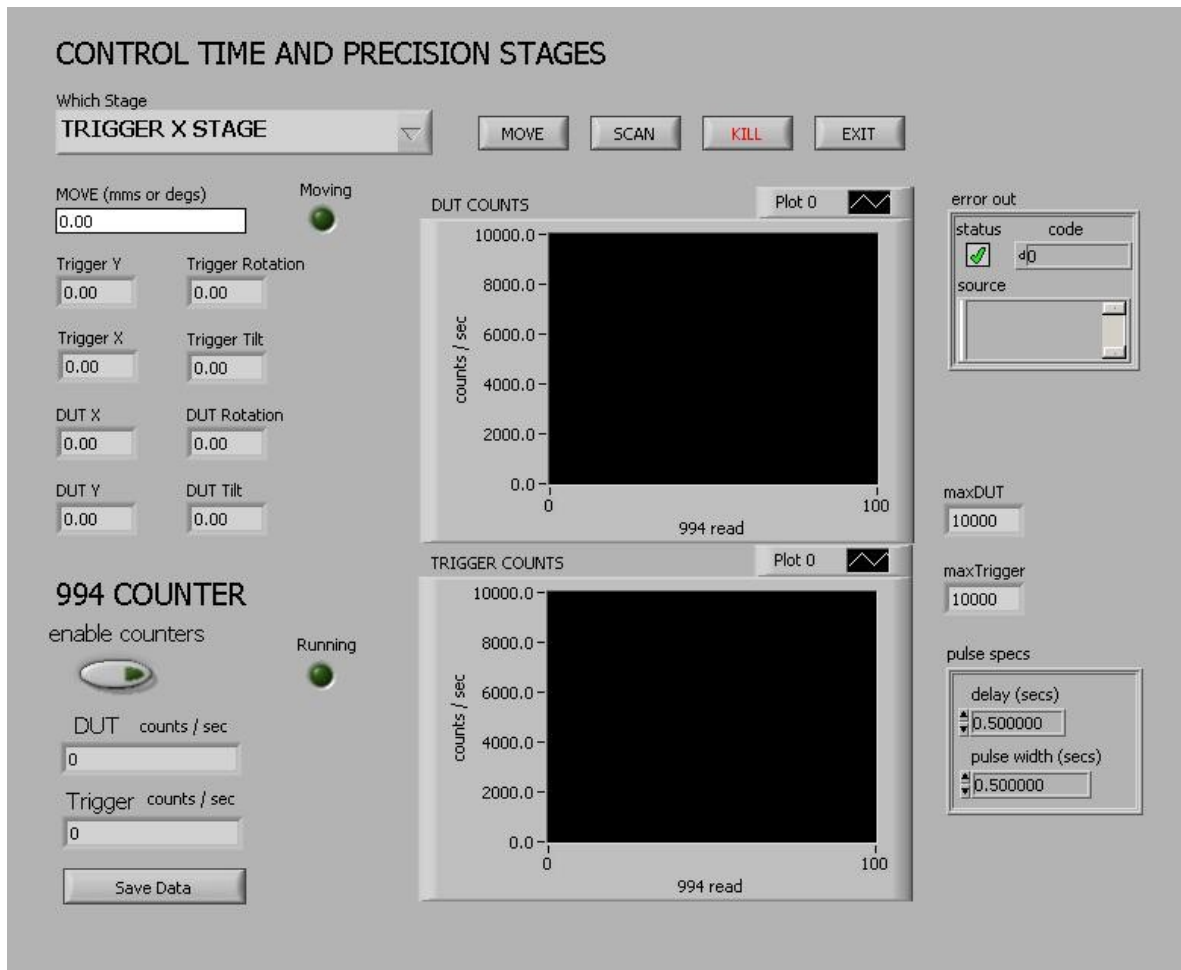 CONTROL TIME AND PRECISION STAGES
Which Stage
TRIGGER X STAGE
MOVE SCAN KILL EXIT
MOVE (mms or degs) Moving
0.00
Trigger Y Trigger Rotation
0.00 0.00
Trigger X Trigger Tilt
0.00 0.00
DUT X DUT Rotation
0.00 0.00
DUT Y DUT Tilt
0.00 0.00
994 COUNTER
enable counters Running
DUT counts / sec
0
Trigger counts / sec
0
Save Data
DUT COUNTS Plot 0
10000.0
8000.0
6000.0
4000.0
2000.0
0.0
counts / sec
0 100
994 read
TRIGGER COUNTS Plot 0
10000.0
8000.0
6000.0
4000.0
2000.0
0.0
counts / sec
0 100
994 read
error out
status code
d0
source
maxDUT
10000
maxTrigger
10000
pulse specs
delay (secs)
0.500000
pulse width (secs)
0.500000